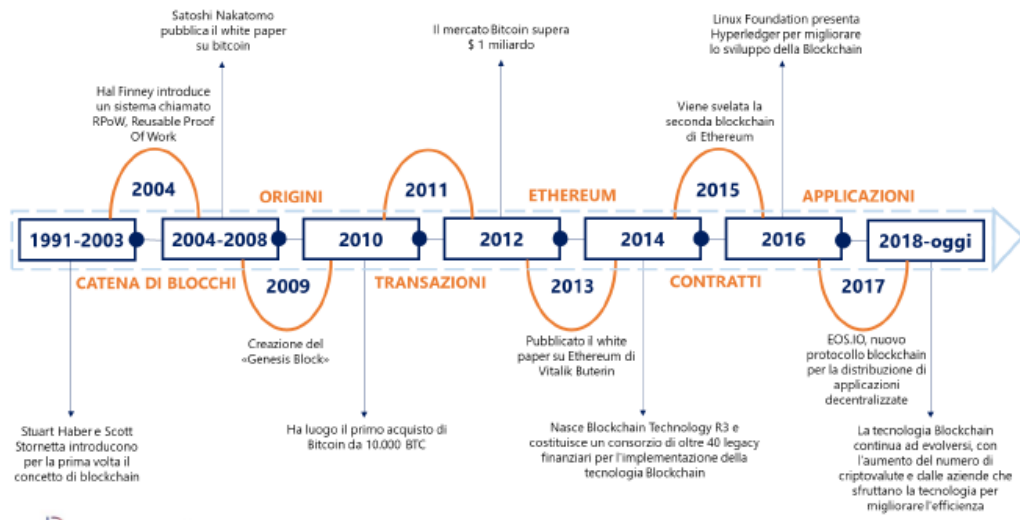 Satoshi Nakatomo
pubblica il white paper
su bitcoin
Il mercato Bitcoin supera
$ 1 miliardo
Linux Foundation presenta
Hyperledger per migliorare
lo sviluppo della Blockchain
Hal Finney introduce
un sistema chiamato
RPoW, Reusable Proof
Of Work
Viene svelata la
seconda blockchain
di Ethereum
2004
ORIGINI
2011
ETHEREUM
2015
APPLICAZIONI
1991-2003
2004-2008
2010
2012
2014
2016
2018-oggi
CATENA DI BLOCCHI
2009
TRANSAZIONI
2013
CONTRATTI
2017
Creazione del
«Genesis Block»
Pubblicato il white
paper su Ethereum di
Vitalik Buterin
EOS.IO, nuovo
protocollo blockchain
per la distribuzione di
applicazioni
decentralizzate
Stuart Haber e Scott
Stornetta introducono
per la prima volta il
concetto di blockchain
Ha luogo il primo acquisto di
Bitcoin da 10.000 BTC
Nasce Blockchain Technology R3 e
costituisce un consorzio di oltre 40 legacy
finanziari per l'implementazione della
tecnologia Blockchain
La tecnologia Blockchain
continua ad evolversi, con
l'aumento del numero di
criptovalute e dalle aziende che
sfruttano la tecnologia per
migliorare l'efficienza